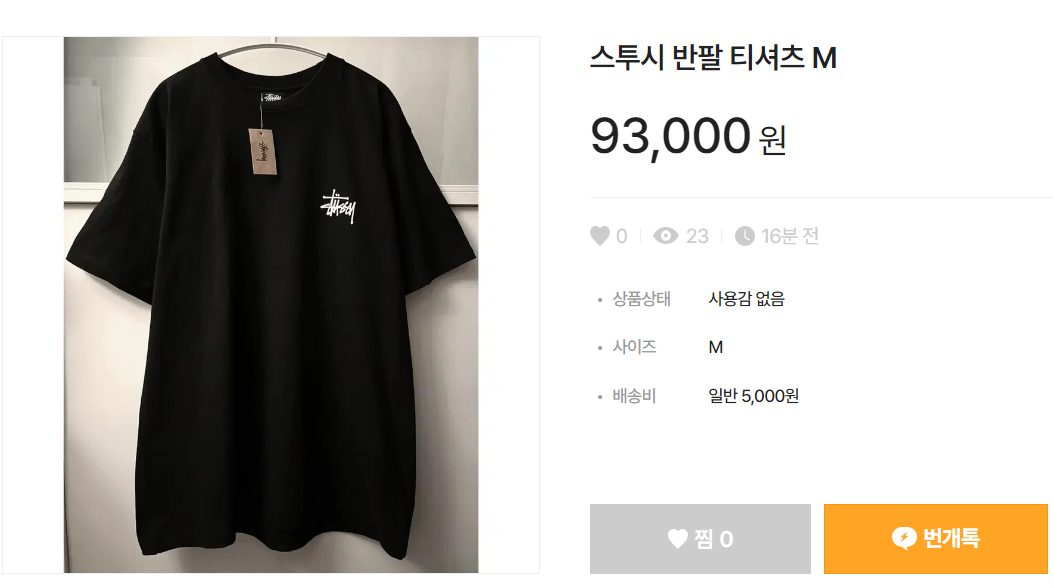 스투시 반팔 티셔츠 M
93,000 원
0 23 16분 전
• 상품상태 사용감 없음
• 사이즈 M
• 배송비 일반 5,000원
Stüssy
찜 0
번개톡